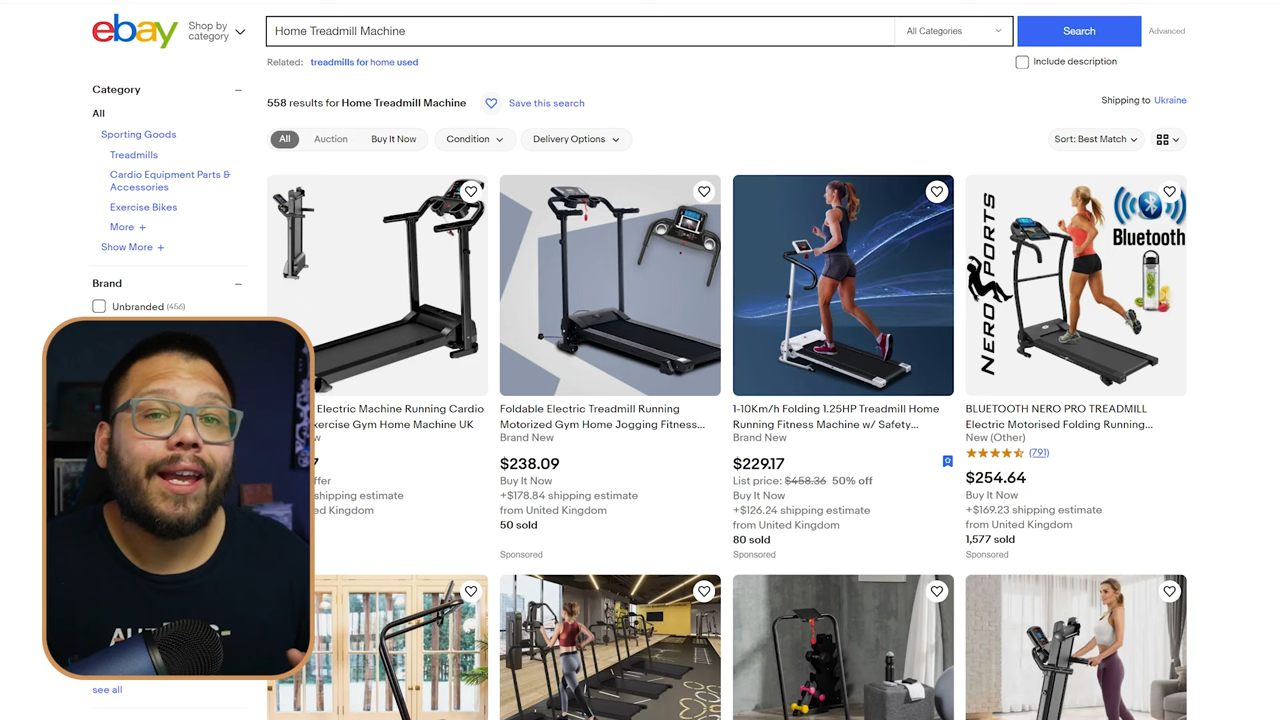 ebay
Shop by
category
Home Treadmill Machine
All Categories
Search
Advanced
Related: treadmills for home used
Include description
Category
558 results for Home Treadmill Machine
Save this search
Shipping to Ukraine
All
Sporting Goods
Treadmills
Cardio Equipment Parts &
Accessories
Exercise Bikes
More +
Show More +
Brand
Unbranded (456)
see all
All
Auction
Buy It Now
Condition
Delivery Options
Sort: Best Match
Electric Machine Running Cardio
xercise Gym Home Machine UK
w
7
ffer
shipping estimate
ed Kingdom
Foldable Electric Treadmill Running
Motorized Gym Home Jogging Fitness...
Brand New
$238.09
Buy It Now
+$178.84 shipping estimate
from United Kingdom
50 sold
Sponsored
1-10Km/h Folding 1.25HP Treadmill Home
Running Fitness Machine w/ Safety...
Brand New
$229.17
List price: $458.36 50% off
Buy It Now
+$126.24 shipping estimate
from United Kingdom
80 sold
Sponsored
NERO SPORTS
Bluetooth
BLUETOOTH NERO PRO TREADMILL
Electric Motorised Folding Running...
New (Other)
(791)
$254.64
Buy It Now
+$169.23 shipping estimate
from United Kingdom
1,577 sold
Sponsored